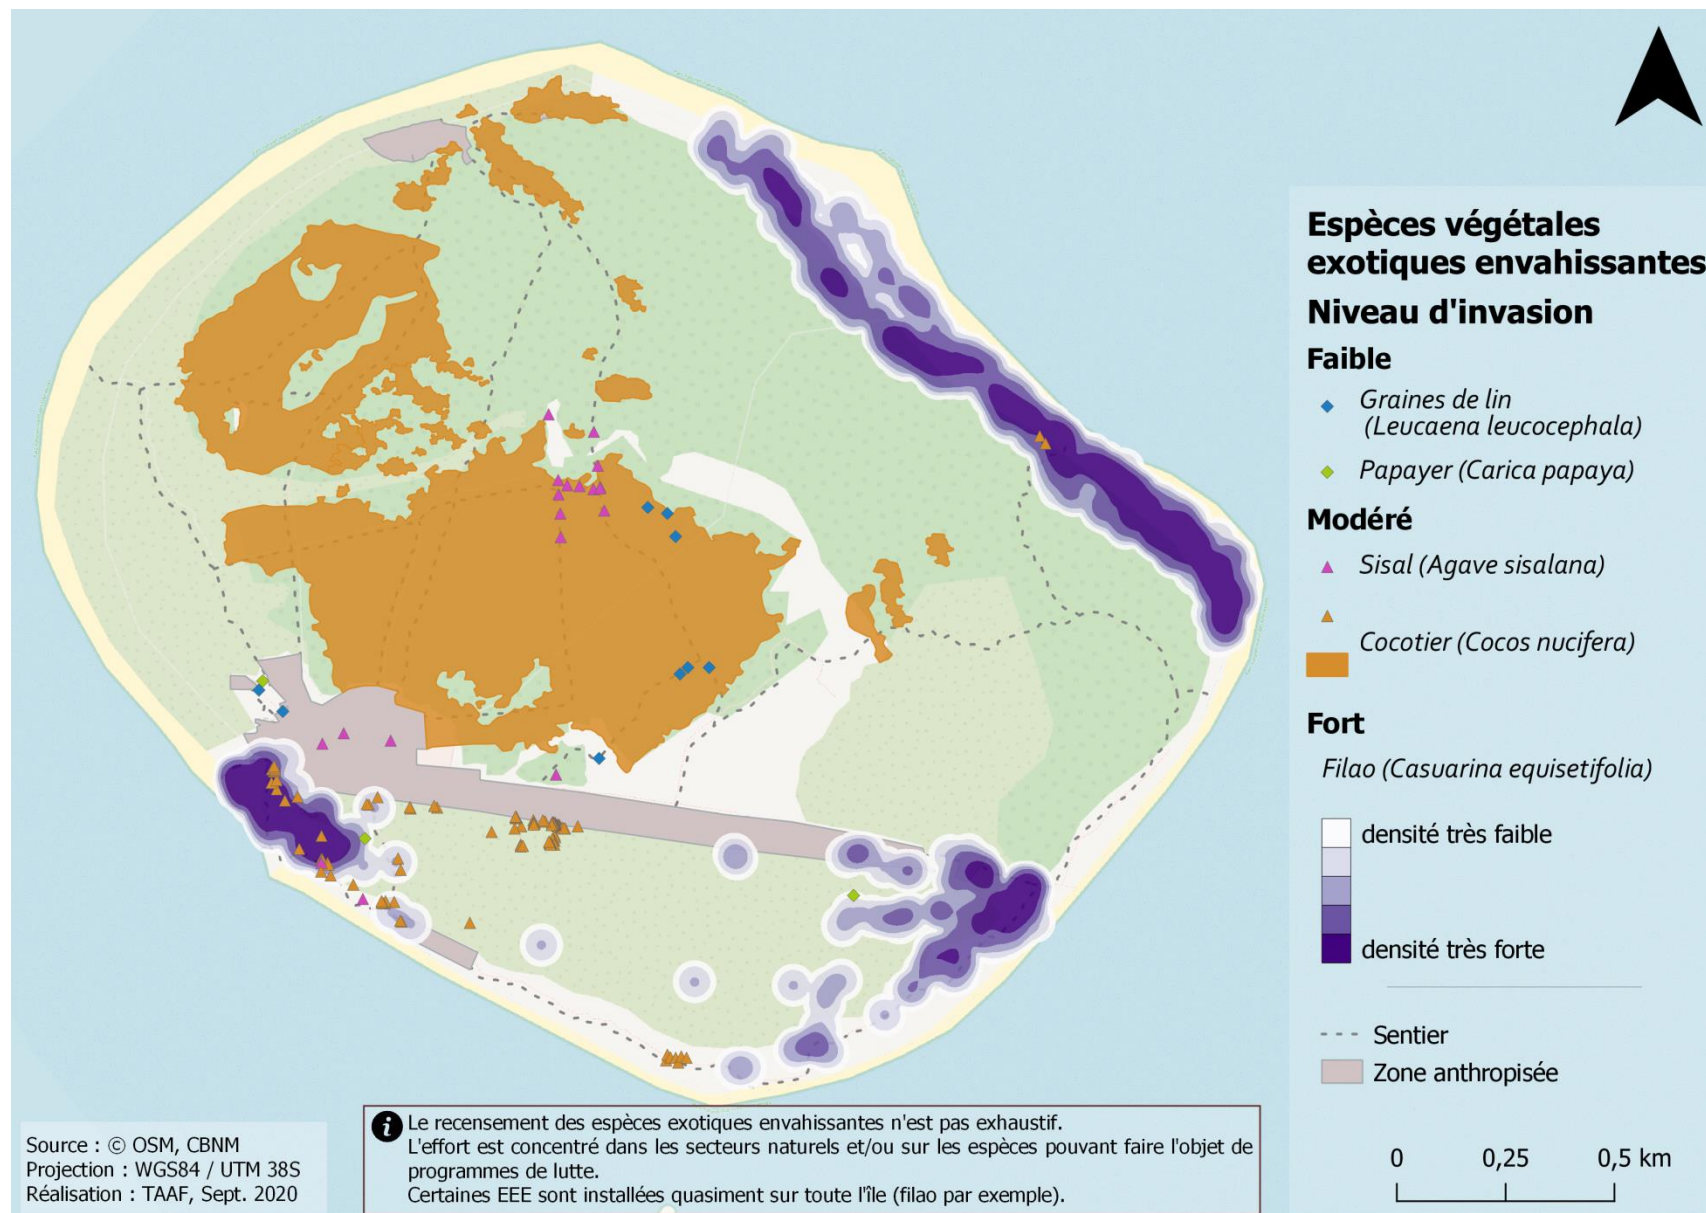 Espèces végétales
exotiques envahissantes
Niveau d'invasion
Faible
Graines de lin
(Leucaena leucocephala)
Papayer (Carica papaya)
Modéré
Sisal (Agave sisalana)
Cocotier (Cocos nucifera)
Fort
Filao (Casuarina equisetifolia)
densité très faible
densité très forte
Sentier
Zone anthropisée
0 0,25 0,5 km
i Le recensement des espèces exotiques envahissantes n'est pas exhaustif.
L'effort est concentré dans les secteurs naturels et/ou sur les espèces pouvant faire l'objet de
programmes de lutte.
Certaines EEE sont installées quasiment sur toute l'île (filao par exemple).
Source : © OSM, CBNM
Projection : WGS84 / UTM 38S
Réalisation : TAAF, Sept. 2020